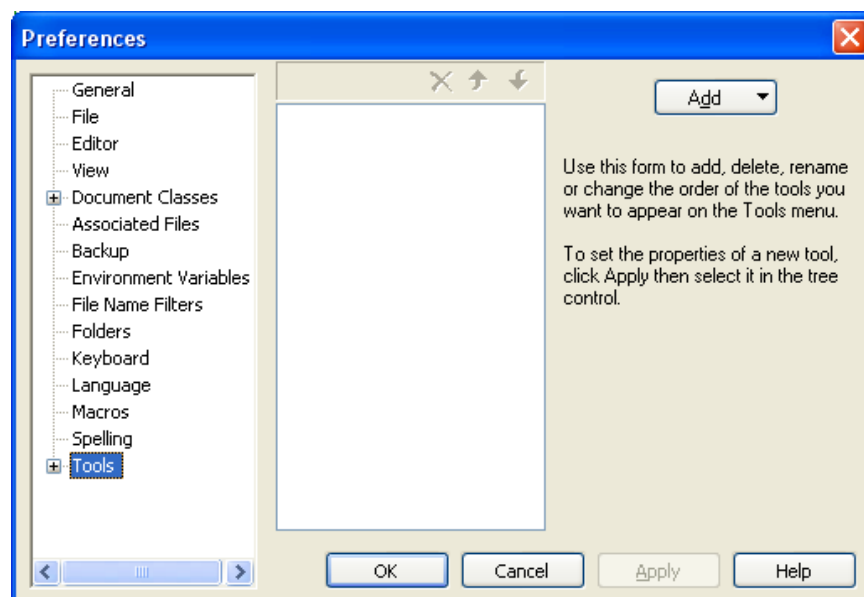 Preferences
General
File
Editor
View
Document Classes
Associated Files
Backup
Environment Variables
File Name Filters
Folders
Keyboard
Language
Macros
Spelling
Tools
Add
Use this form to add, delete, rename
or change the order of the tools you
want to appear on the Tools menu.
To set the properties of a new tool,
click Apply then select it in the tree
control.
OK
Cancel
Apply
Help